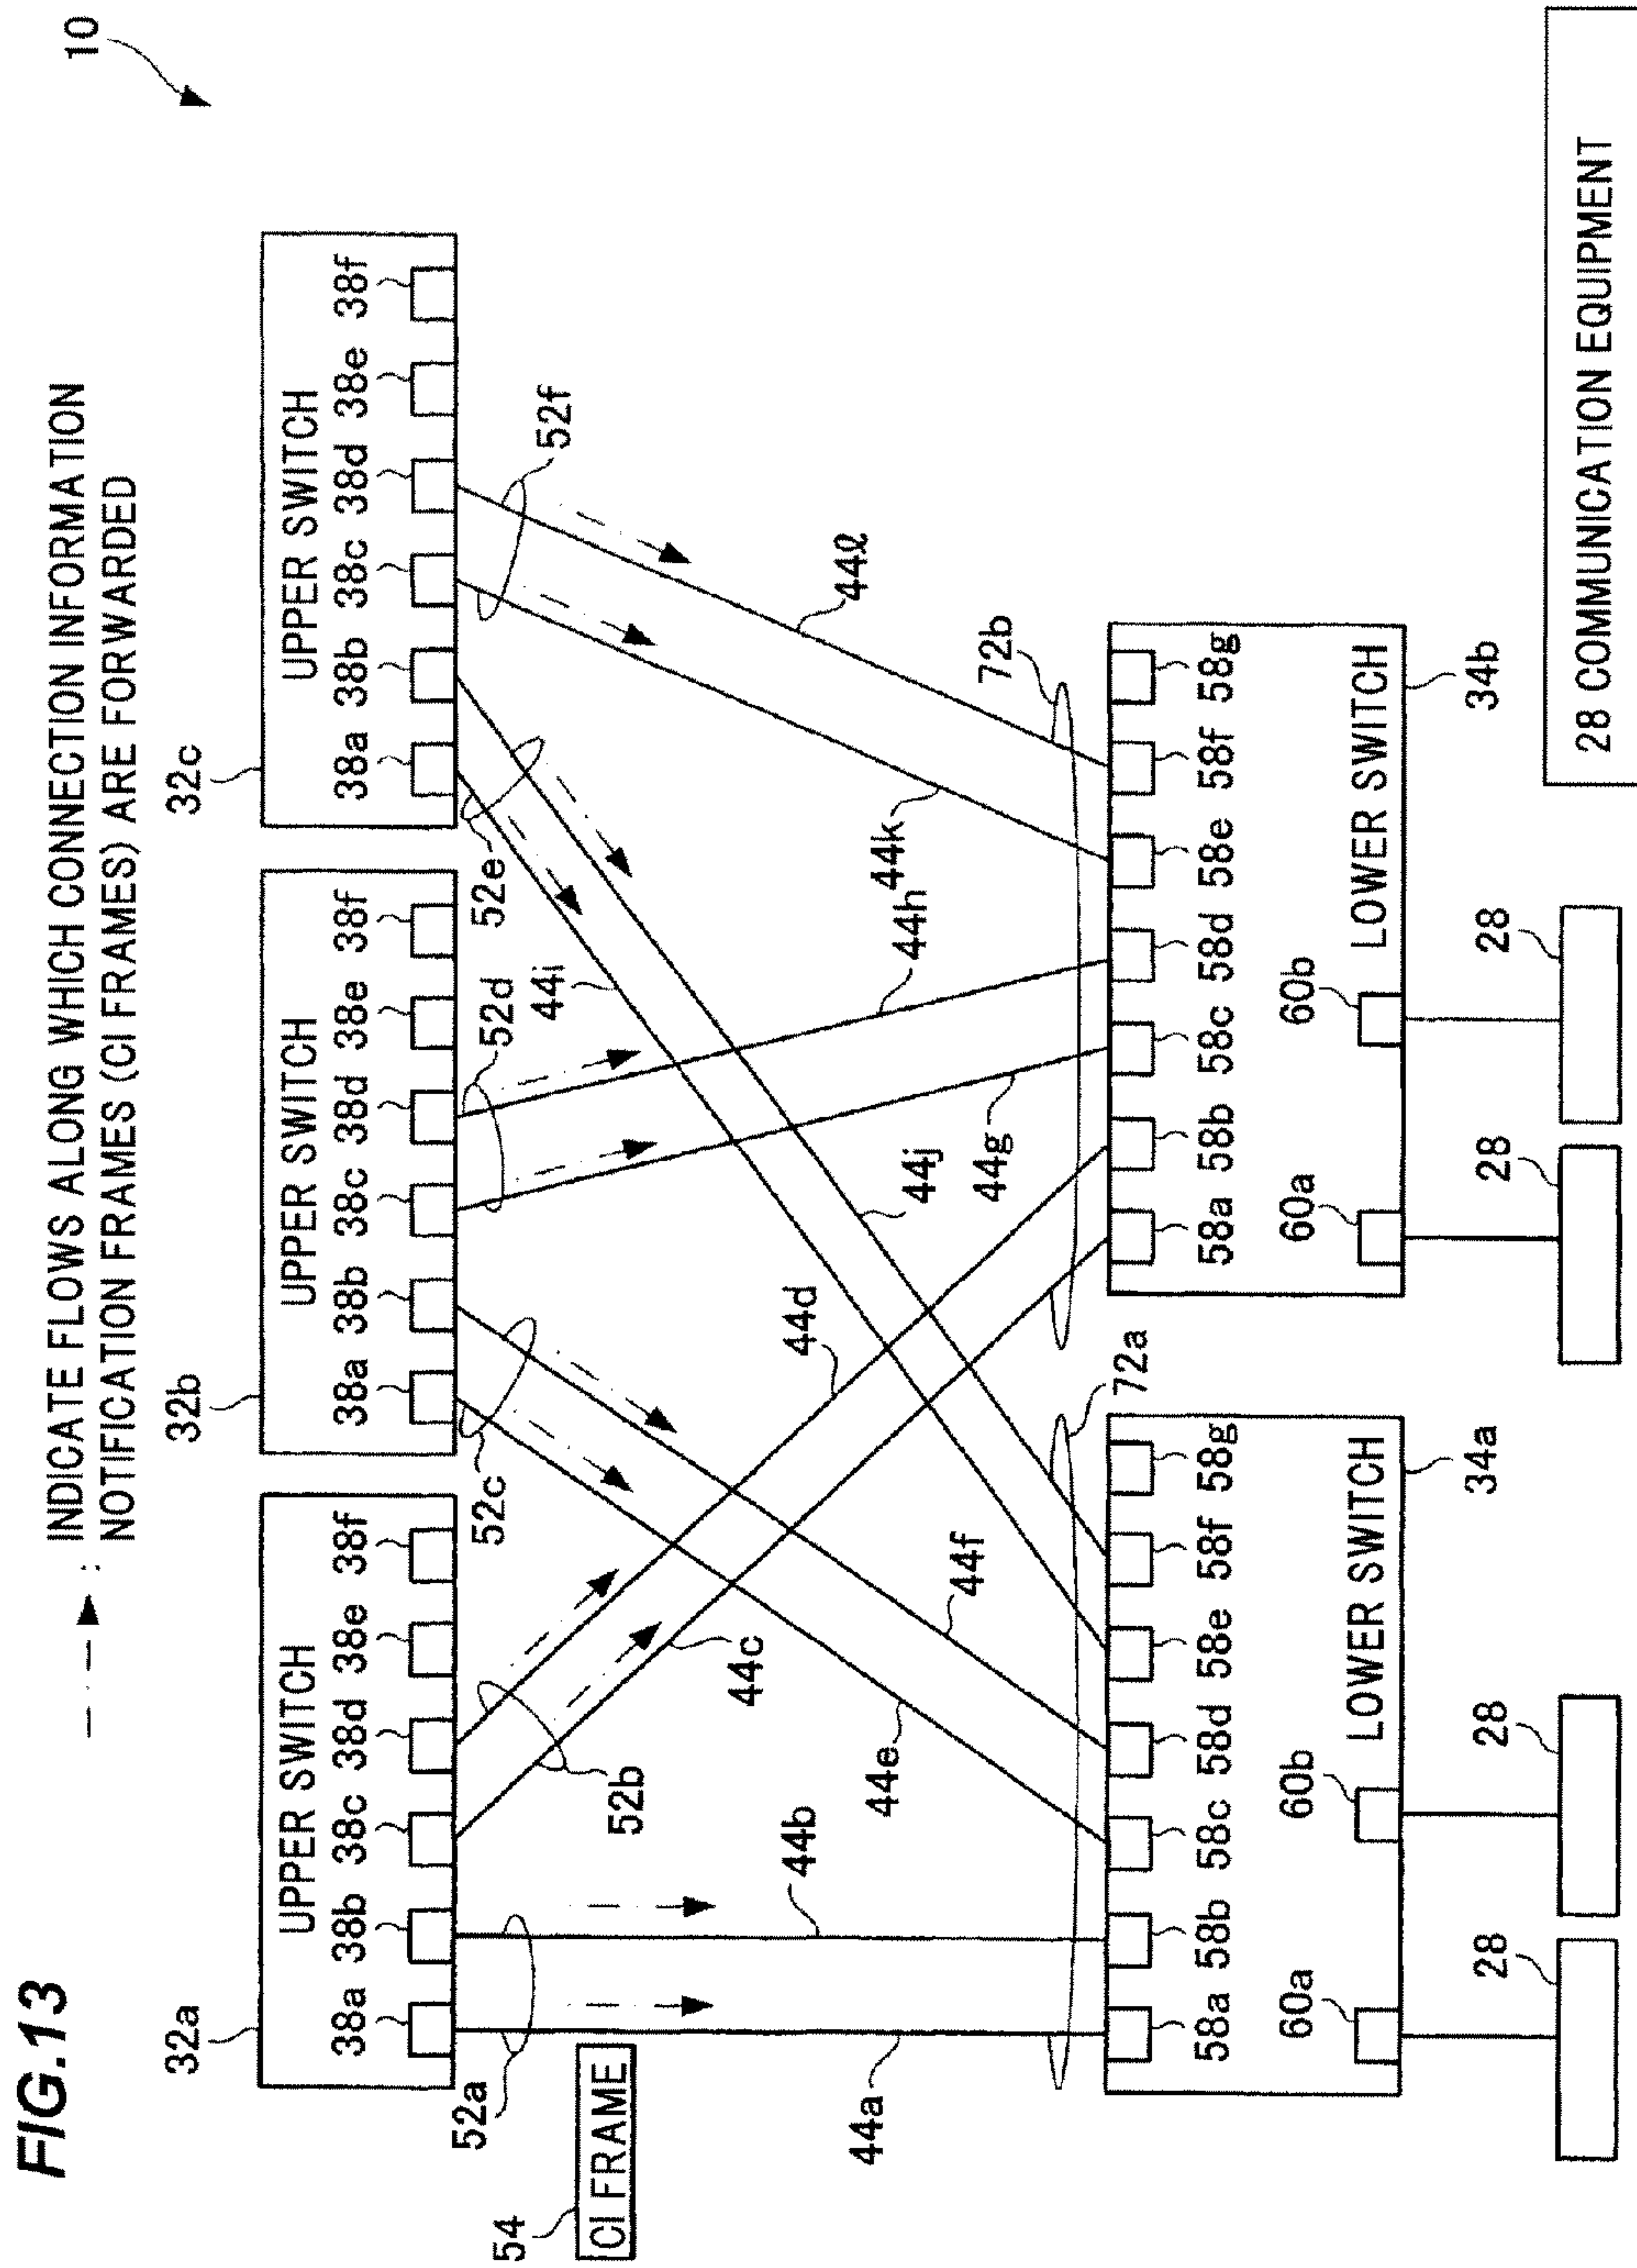 FIG.13
: INDICATE FLOWS ALONG WHICH CONNECTION INFORMATION
NOTIFICATION FRAMES (CI FRAMES) ARE FORWARDED
10
32a
32b
32c
UPPER SWITCH
UPPER SWITCH
UPPER SWITCH
38a 38b 38c 38d 38e 38f
38a 38b 38c 38d 38e 38f
38a 38b 38c 38d 38e 38f
52a
52b
52c
52d
52e
52f
54
CI FRAME
44a
44b
44c
44d
44e
44f
44g
44h
44i
44j
44k
44ℓ
72a
72b
58a 58b 58c 58d 58e 58f 58g
58a 58b 58c 58d 58e 58f 58g
60a
60b
LOWER SWITCH
34a
60a
60b
LOWER SWITCH
34b
28
28
28
28
28 COMMUNICATION EQUIPMENT